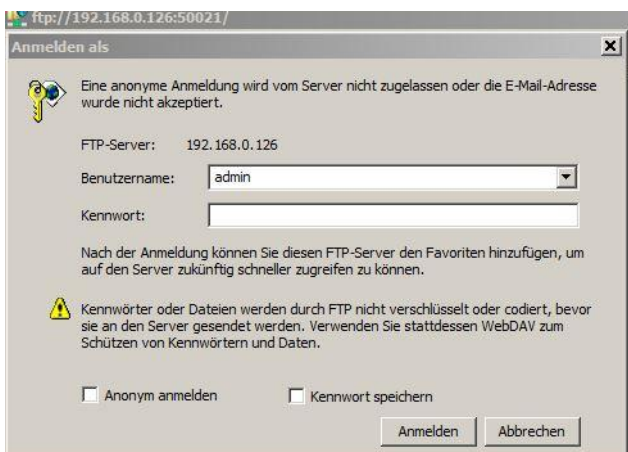 ftp://192.168.0.126:50021/
Anmelden als
Eine anonyme Anmeldung wird vom Server nicht zugelassen oder die E-Mail-Adresse
wurde nicht akzeptiert.
FTP-Server: 192.168.0.126
Benutzername: admin
Kennwort:
Nach der Anmeldung können Sie diesen FTP-Server den Favoriten hinzufügen, um
auf den Server zukünftig schneller zugreifen zu können.
Kennwörter oder Dateien werden durch FTP nicht verschlüsselt oder codiert, bevor
sie an den Server gesendet werden. Verwenden Sie stattdessen WebDAV zum
Schützen von Kennwörtern und Daten.
Anonym anmelden Kennwort speichern
Anmelden Abbrechen